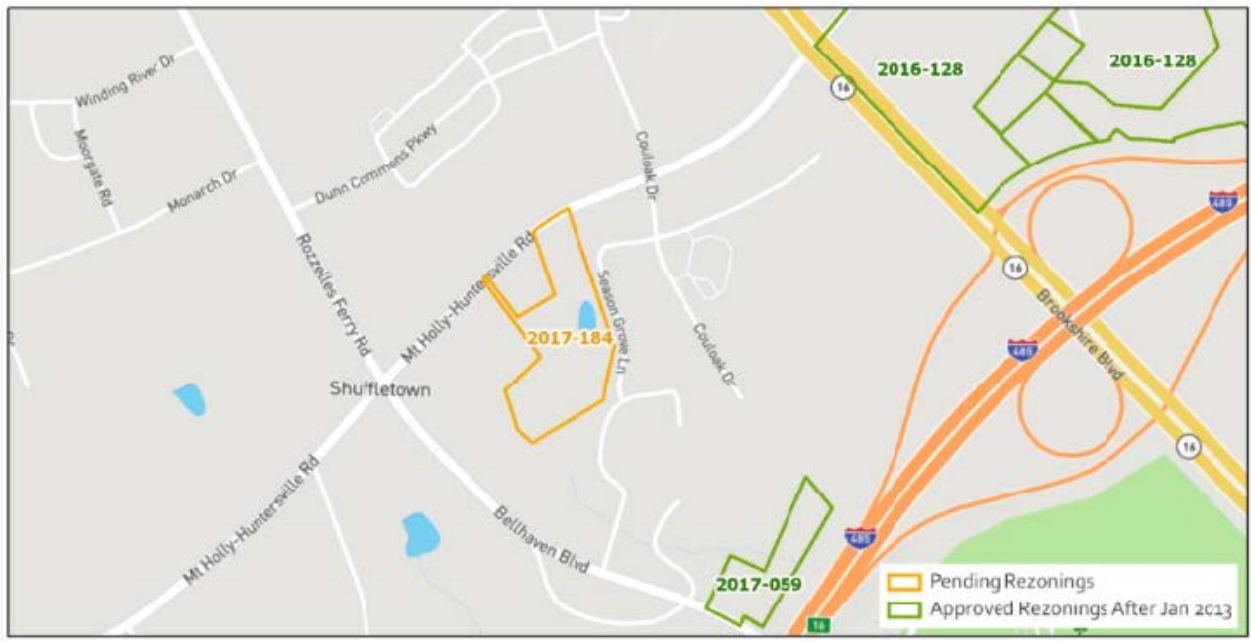 Winding River Dr
Moorgate Rd
Monarch Dr
Dunn Commons Pkwy
Rozzelles Ferry Rd
Mt Holly-Huntersville Rd
Couloak Dr
2016-128
2016-128
16
485
Season Grove Ln
2017-184
Couloak Dr
16
Brookshire Blvd
485
Shuffletown
16
Mt Holly-Huntersville Rd
Bellhaven Blvd
485
2017-059
16
Pending Rezonings
Approved Rezonings After Jan 2013